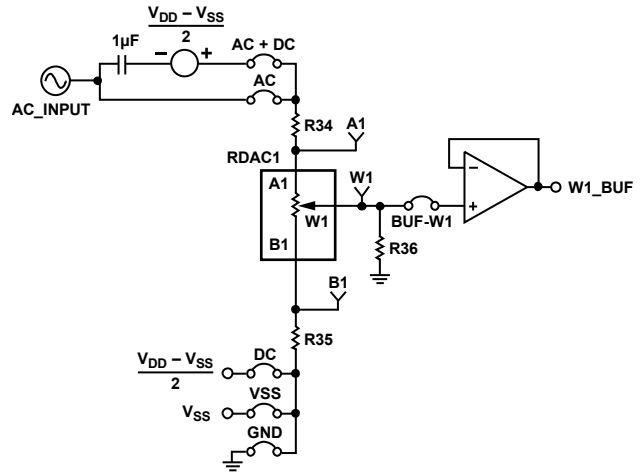 V_DD – V_SS
2
1µF
–
+
AC + DC
AC
AC_INPUT
R34
A1
RDAC1
A1
W1
B1
W1
BUF-W1
–
+
W1_BUF
R36
B1
R35
V_DD – V_SS
2
DC
V_SS
VSS
GND